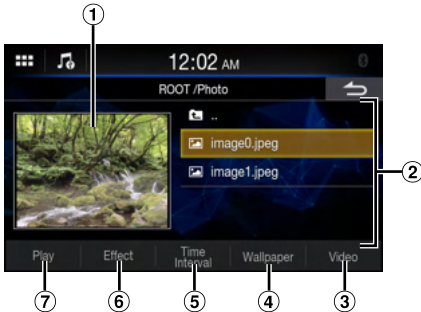 ①
12:02 AM
ROOT /Photo
..
image0.jpeg
image1.jpeg
②
Play Effect Time Interval Wallpaper Video
⑦ ⑥ ⑤ ④ ③